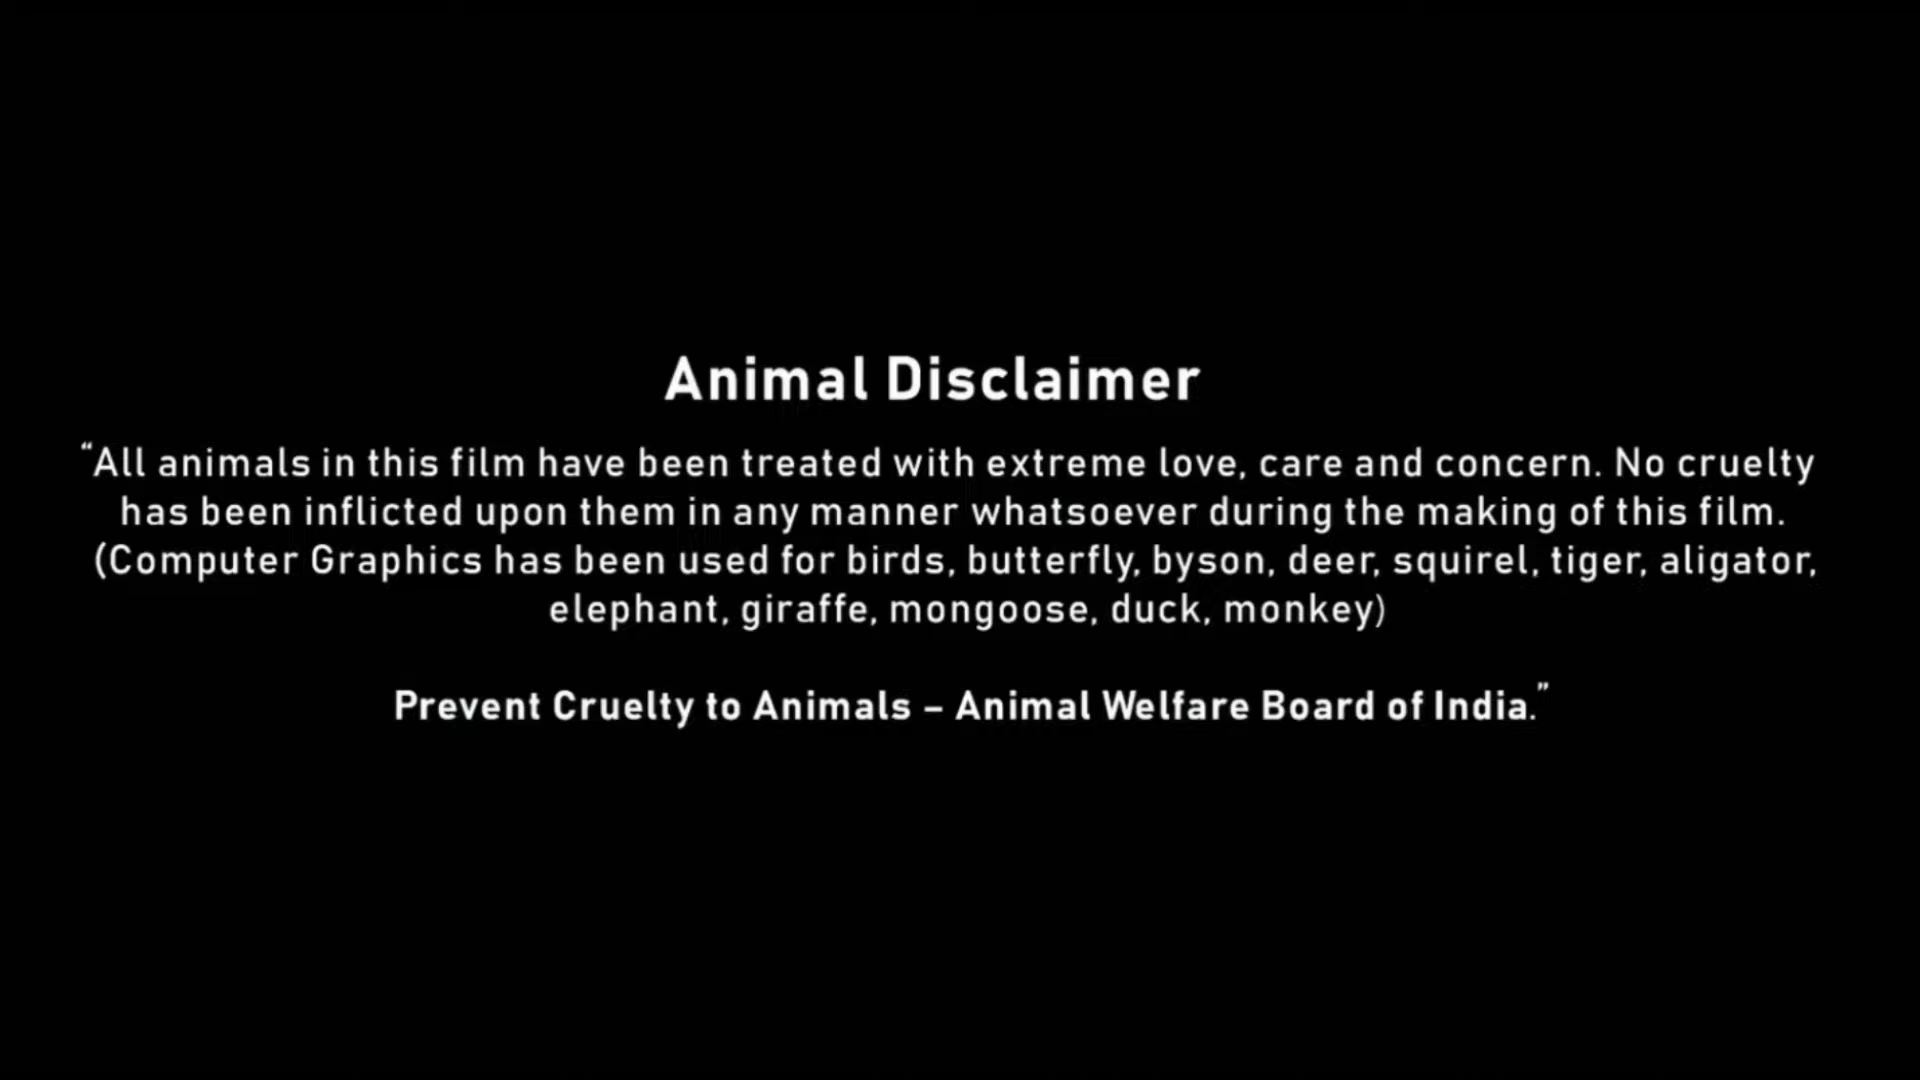 Animal Disclaimer
“All animals in this film have been treated with extreme love, care and concern. No cruelty
has been inflicted upon them in any manner whatsoever during the making of this film.
(Computer Graphics has been used for birds, butterfly, byson, deer, squirel, tiger, aligator,
elephant, giraffe, mongoose, duck, monkey)
Prevent Cruelty to Animals – Animal Welfare Board of India.”